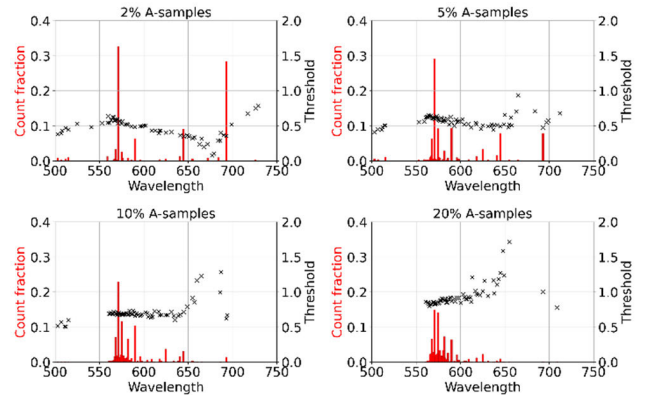 2% A-samples
5% A-samples
0.4 2.0 0.4 2.0
0.3 1.5 0.3 1.5
0.2 1.0 0.2 1.0
0.1 0.5 0.1 0.5
0.0 0.0 0.0 0.0
Count fraction
Threshold
Count fraction
Threshold
500 550 600 650 700 750
500 550 600 650 700 750
Wavelength
Wavelength
10% A-samples
20% A-samples
0.4 2.0 0.4 2.0
0.3 1.5 0.3 1.5
0.2 1.0 0.2 1.0
0.1 0.5 0.1 0.5
0.0 0.0 0.0 0.0
Count fraction
Threshold
Count fraction
Threshold
500 550 600 650 700 750
500 550 600 650 700 750
Wavelength
Wavelength